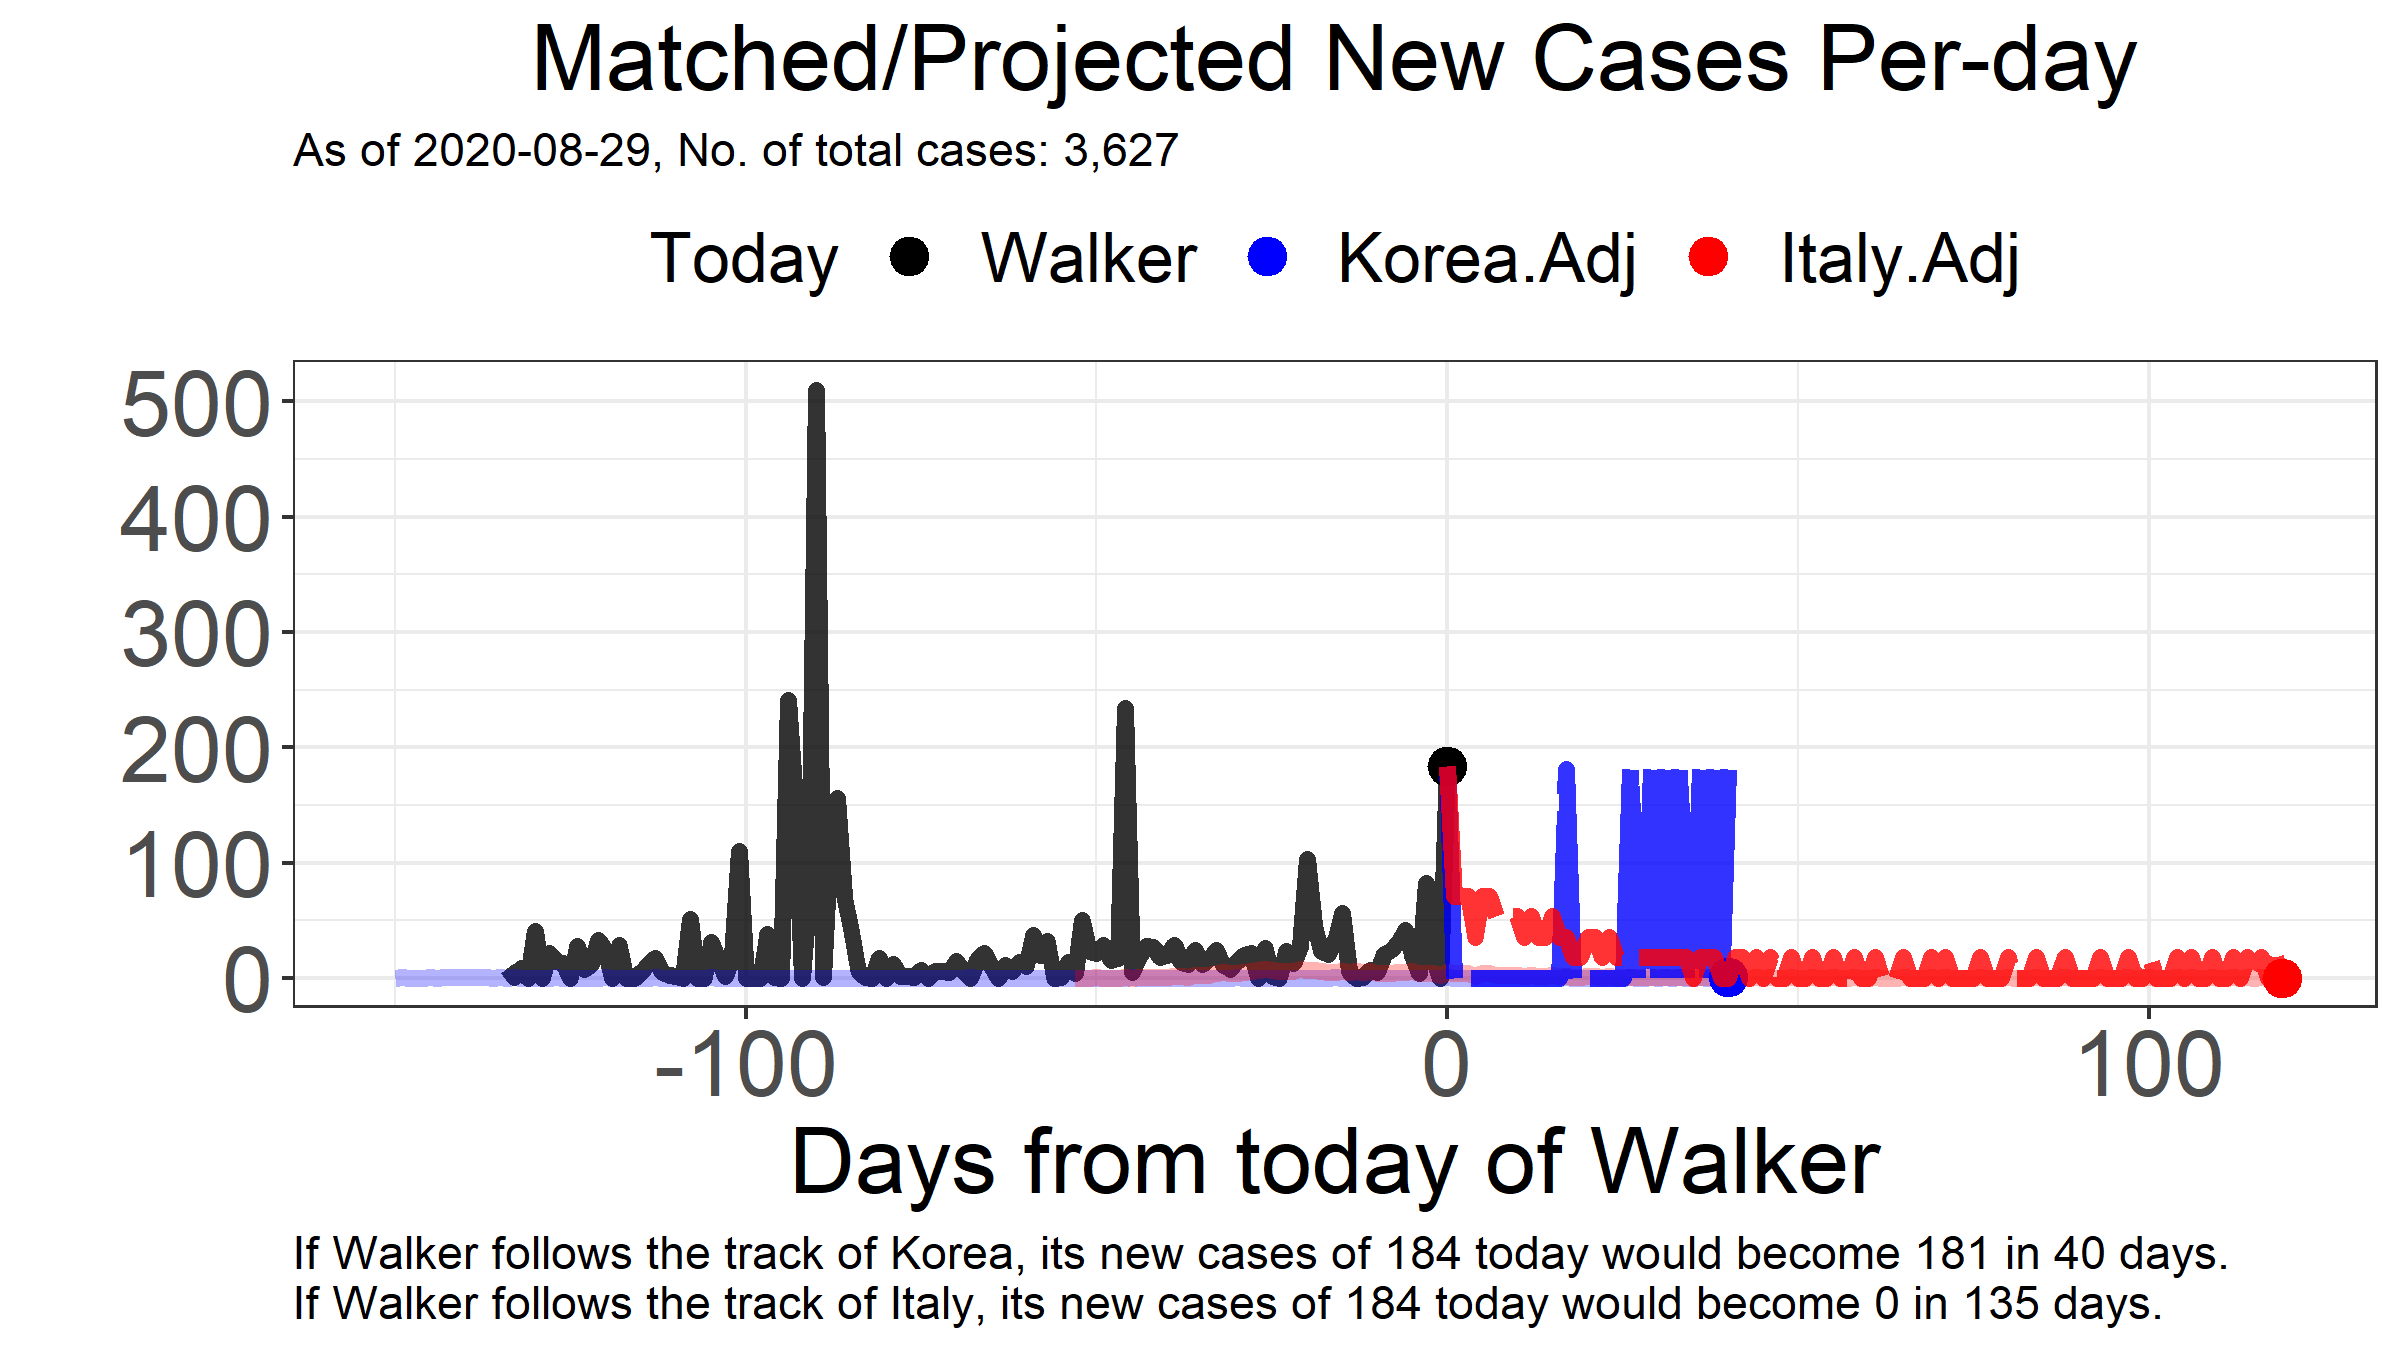 Matched/Projected New Cases Per-day
As of 2020-08-29, No. of total cases: 3,627
Today Walker Korea.Adj Italy.Adj
500
400
300
200
100
0
-100 0 100
Days from today of Walker
If Walker follows the track of Korea, its new cases of 184 today would become 181 in 40 days.
If Walker follows the track of Italy, its new cases of 184 today would become 0 in 135 days.